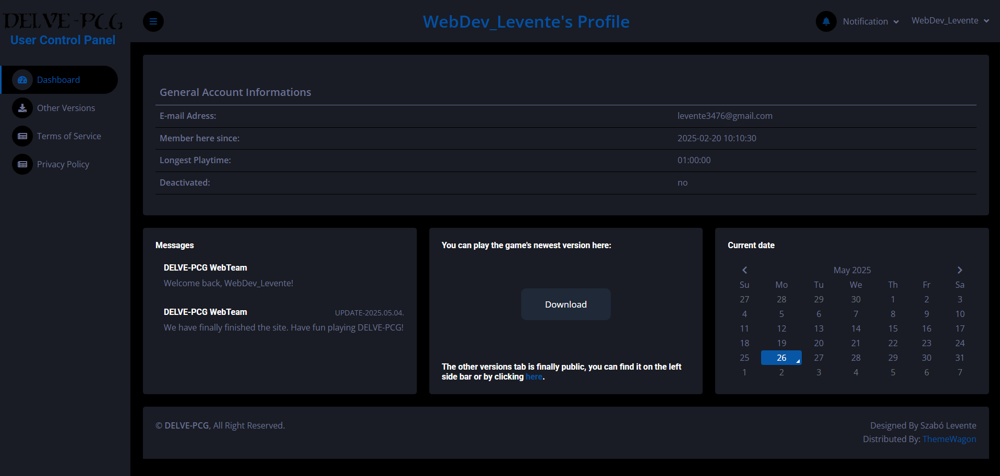 DELVE-PCG
User Control Panel
WebDev_Levente's Profile
Notification
WebDev_Levente
Dashboard
Other Versions
Terms of Service
Privacy Policy
General Account Informations
E-mail Adress: levente3476@gmail.com
Member here since: 2025-02-20 10:10:30
Longest Playtime: 01:00:00
Deactivated: no
Messages
DELVE-PCG WebTeam
Welcome back, WebDev_Levente!
DELVE-PCG WebTeam UPDATE-2025.05.04.
We have finally finished the site. Have fun playing DELVE-PCG!
You can play the game's newest version here:
Download
The other versions tab is finally public, you can find it on the left
side bar or by clicking here.
Current date
May 2025
Su Mo Tu We Th Fr Sa
27 28 29 30 1 2 3
4 5 6 7 8 9 10
11 12 13 14 15 16 17
18 19 20 21 22 23 24
25 26 27 28 29 30 31
1 2 3 4 5 6 7
© DELVE-PCG, All Right Reserved.
Designed By Szabó Levente
Distributed By: ThemeWagon